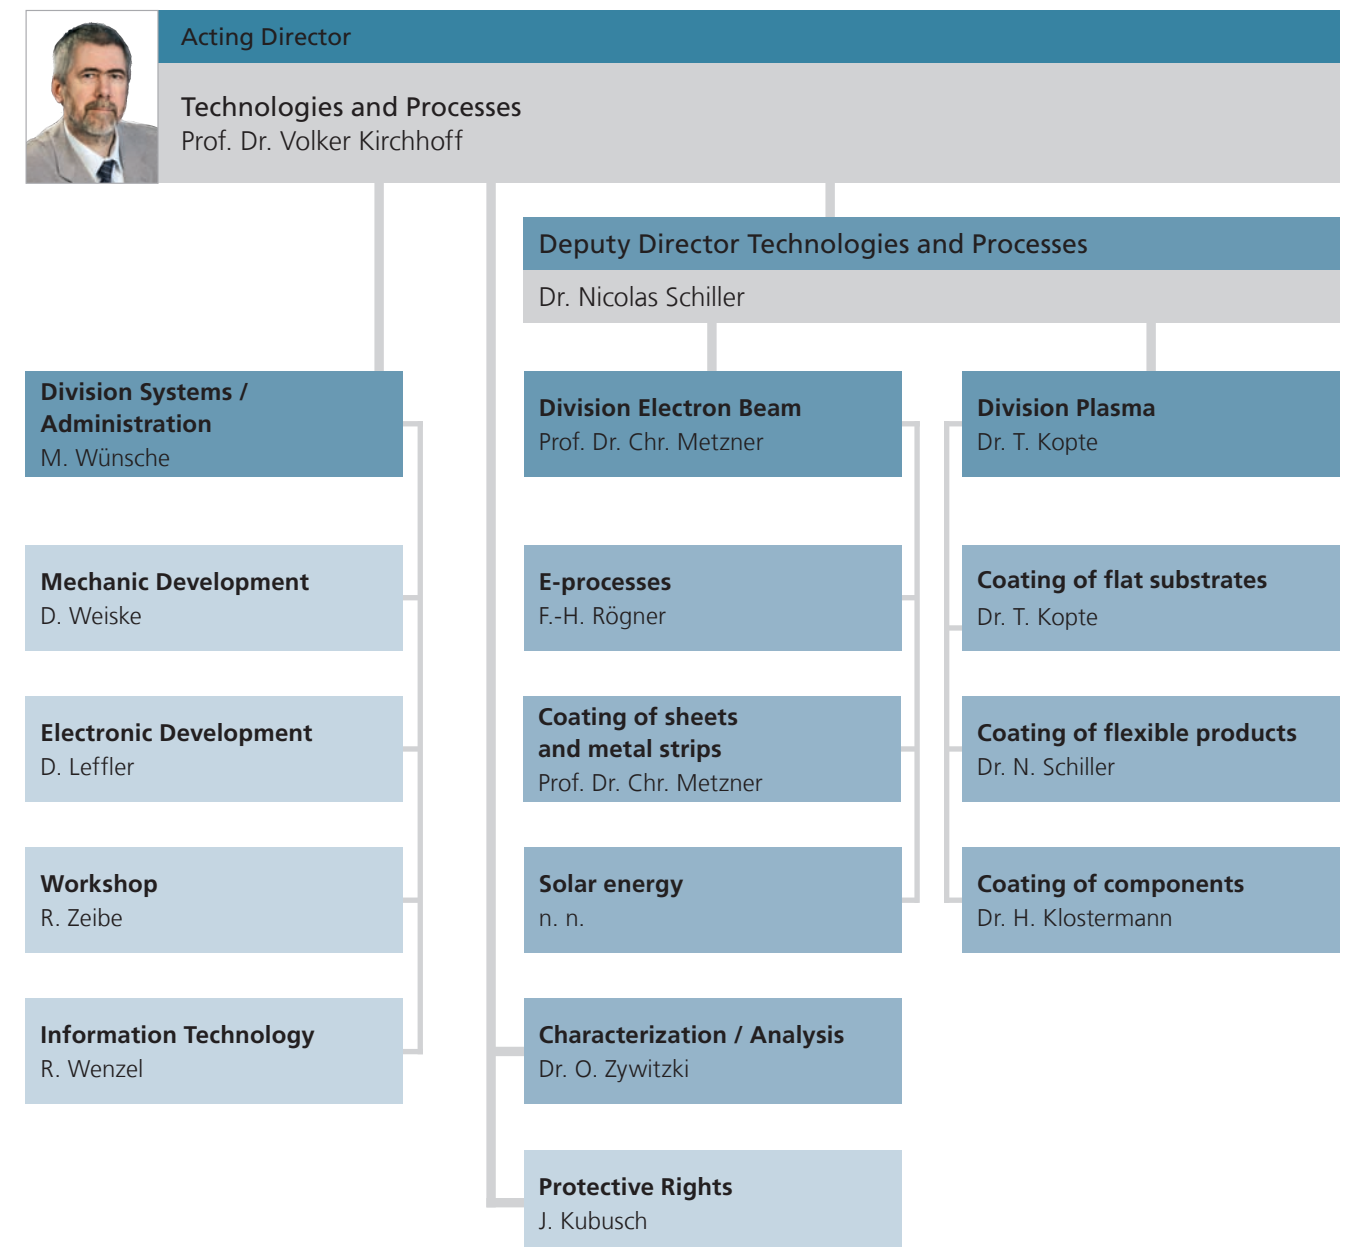 Acting Director
Technologies and Processes
Prof. Dr. Volker Kirchhoff
Deputy Director Technologies and Processes
Dr. Nicolas Schiller
Division Systems /
Administration
M. Wünsche
Mechanic Development
D. Weiske
Electronic Development
D. Leffler
Workshop
R. Zeibe
Information Technology
R. Wenzel
Division Electron Beam
Prof. Dr. Chr. Metzner
E-processes
F.-H. Rögner
Coating of sheets
and metal strips
Prof. Dr. Chr. Metzner
Solar energy
n. n.
Characterization / Analysis
Dr. O. Zywitzki
Protective Rights
J. Kubusch
Division Plasma
Dr. T. Kopte
Coating of flat substrates
Dr. T. Kopte
Coating of flexible products
Dr. N. Schiller
Coating of components
Dr. H. Klostermann